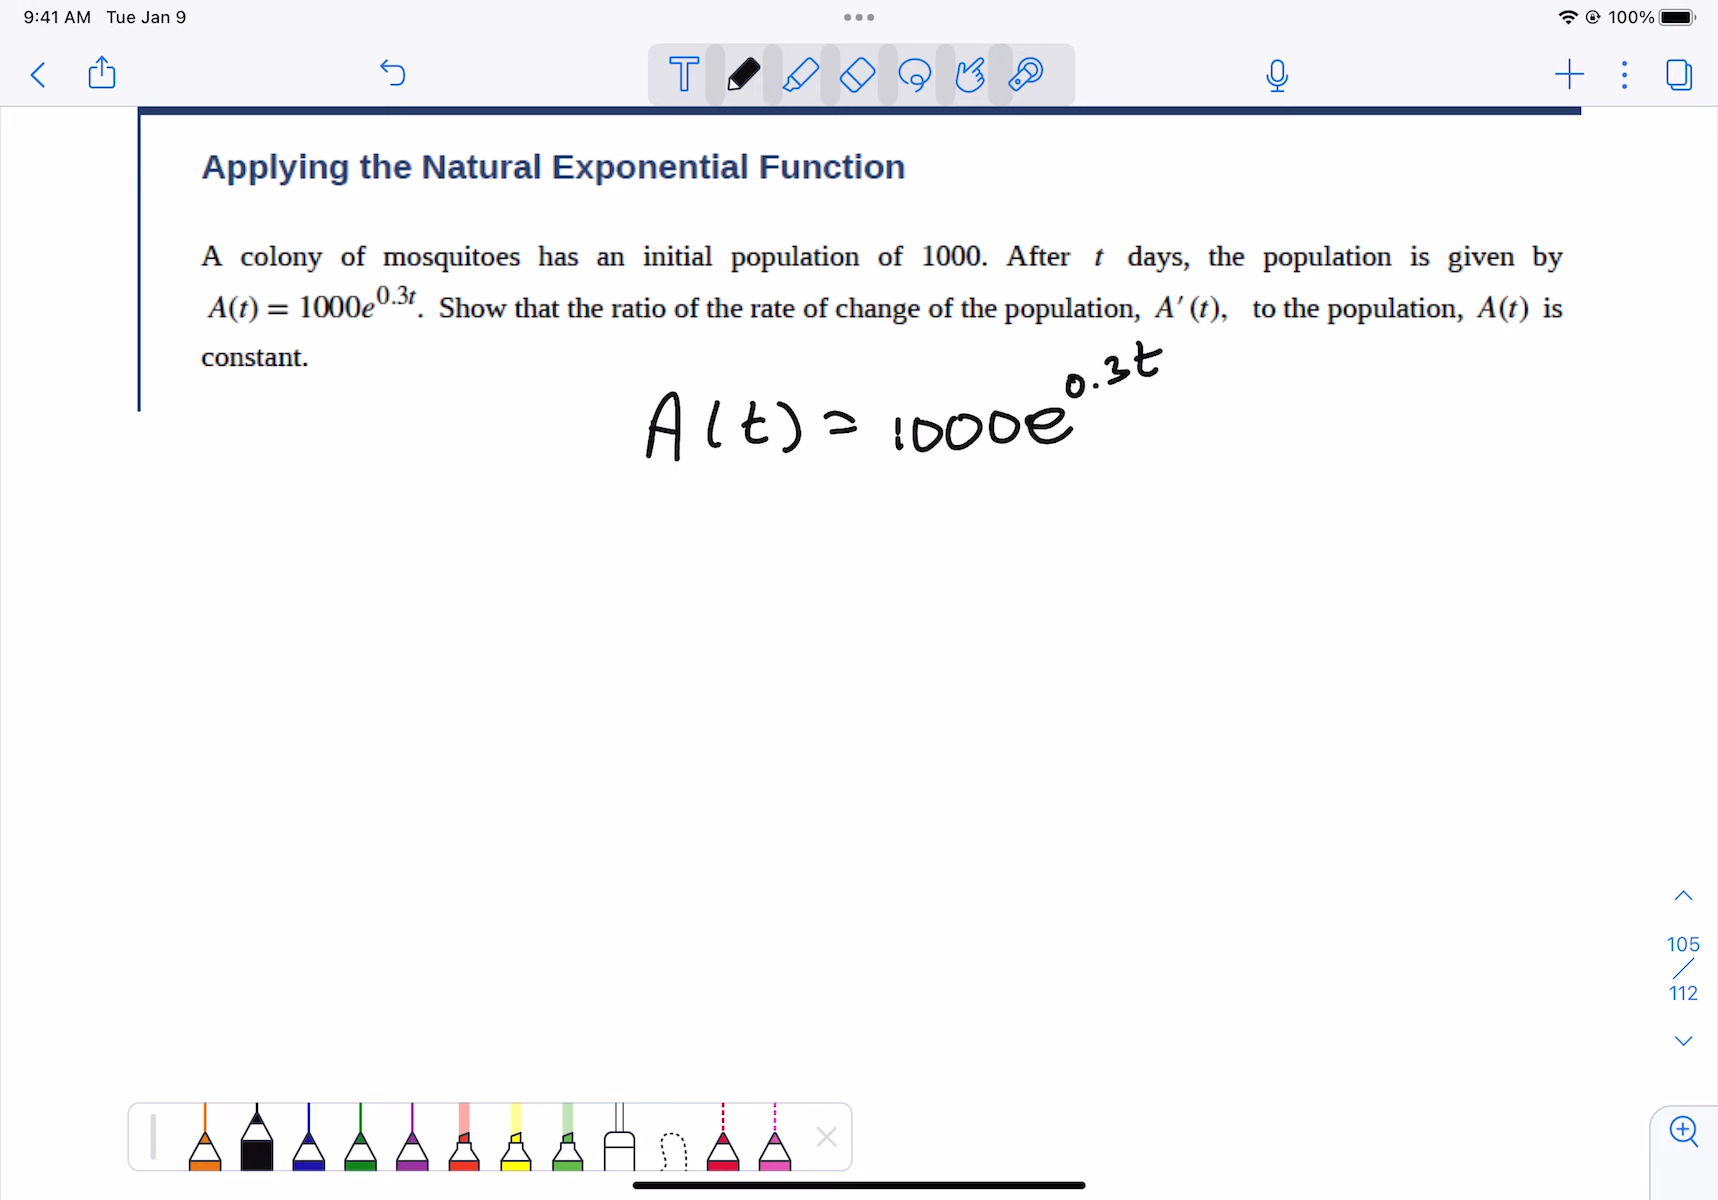 9:41 AM Tue Jan 9
100%
Applying the Natural Exponential Function
A colony of mosquitoes has an initial population of 1000. After t days, the population is given by
A(t) = 1000e^0.3t. Show that the ratio of the rate of change of the population, A′ (t), to the population, A(t) is
constant.
A(t) = 1000e^0.3t
105
/
112